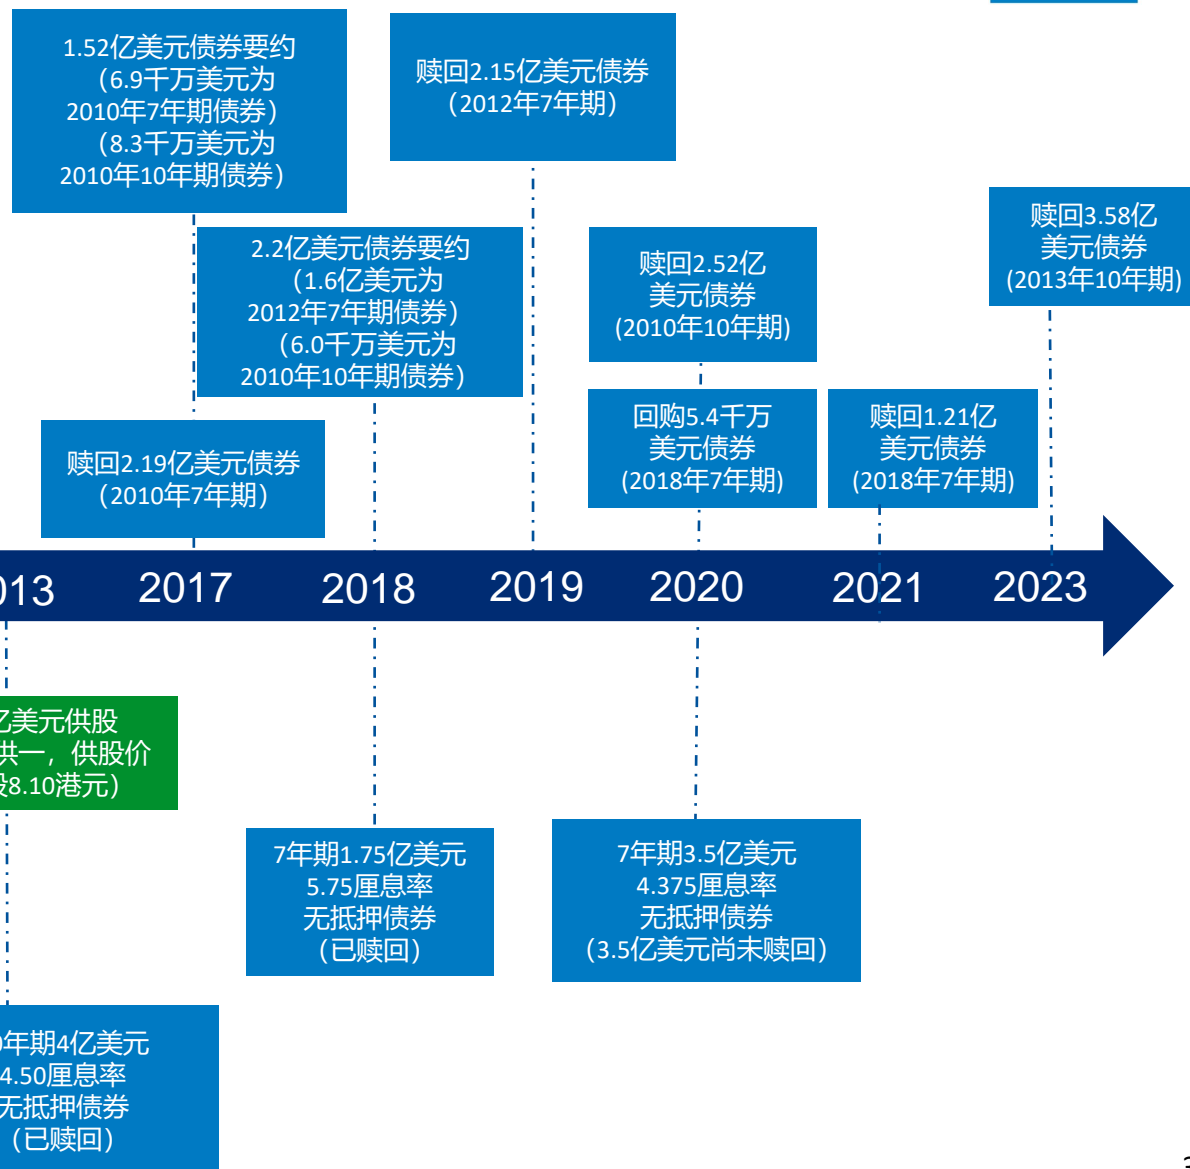 1.52亿美元债券要约
（6.9千万美元为
2010年7年期债券）
（8.3千万美元为
2010年10年期债券）
赎回2.15亿美元债券
（2012年7年期）
2.2亿美元债券要约
（1.6亿美元为
2012年7年期债券）
（6.0千万美元为
2010年10年期债券）
赎回2.52亿
美元债券
(2010年10年期)
赎回3.58亿
美元债券
(2013年10年期)
赎回2.19亿美元债券
（2010年7年期）
回购5.4千万
美元债券
(2018年7年期)
赎回1.21亿
美元债券
(2018年7年期)
13 2017 2018 2019 2020 2021 2023
亿美元供股
供一，供股价
8.10港元）
7年期1.75亿美元
5.75厘息率
无抵押债券
（已赎回）
7年期3.5亿美元
4.375厘息率
无抵押债券
（3.5亿美元尚未赎回）
年期4亿美元
4.50厘息率
无抵押债券
（已赎回）